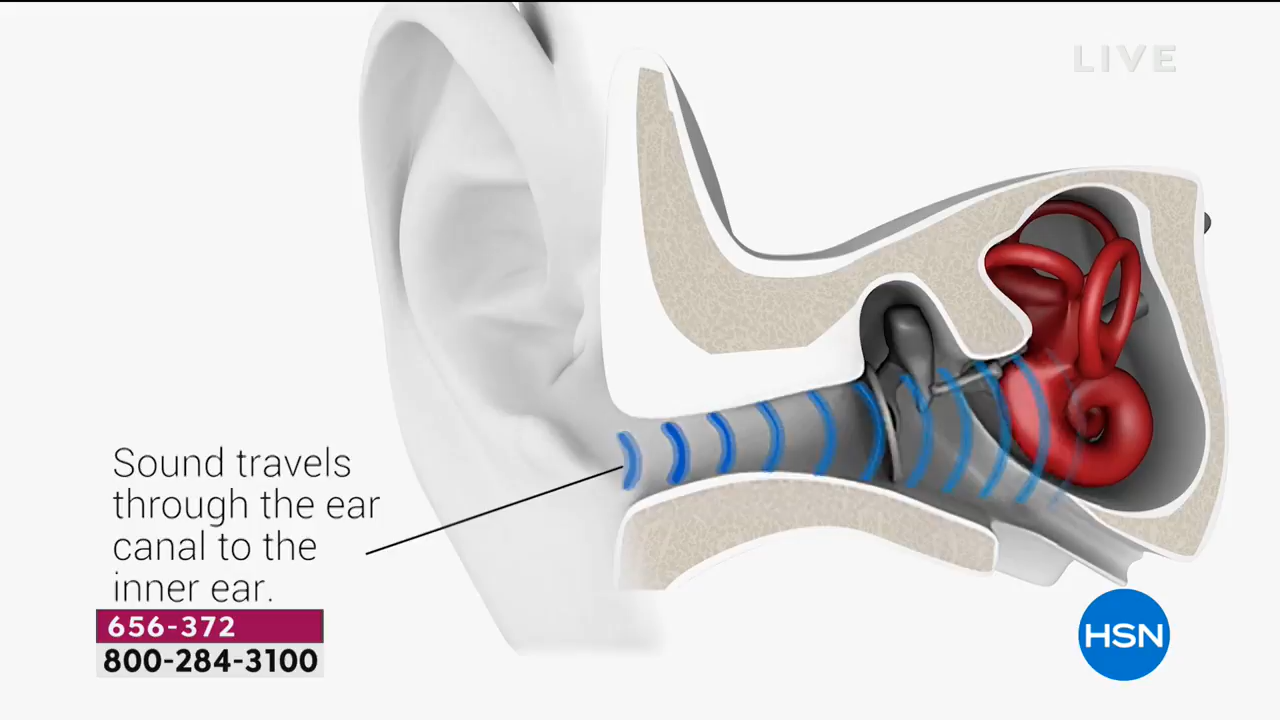 LIVE
Sound travels
through the ear
canal to the
inner ear.
656-372
800-284-3100
HSN